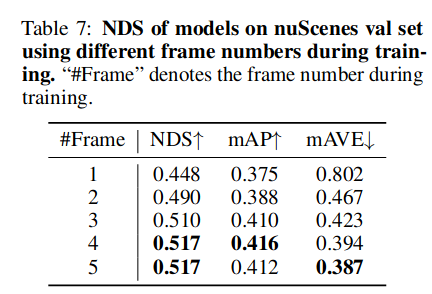 Table 7: NDS of models on nuScenes val set
using different frame numbers during train-
ing. “#Frame” denotes the frame number during
training.
#Frame NDS↑ mAP↑ mAVE↓
1 0.448 0.375 0.802
2 0.490 0.388 0.467
3 0.510 0.410 0.423
4 0.517 0.416 0.394
5 0.517 0.412 0.387